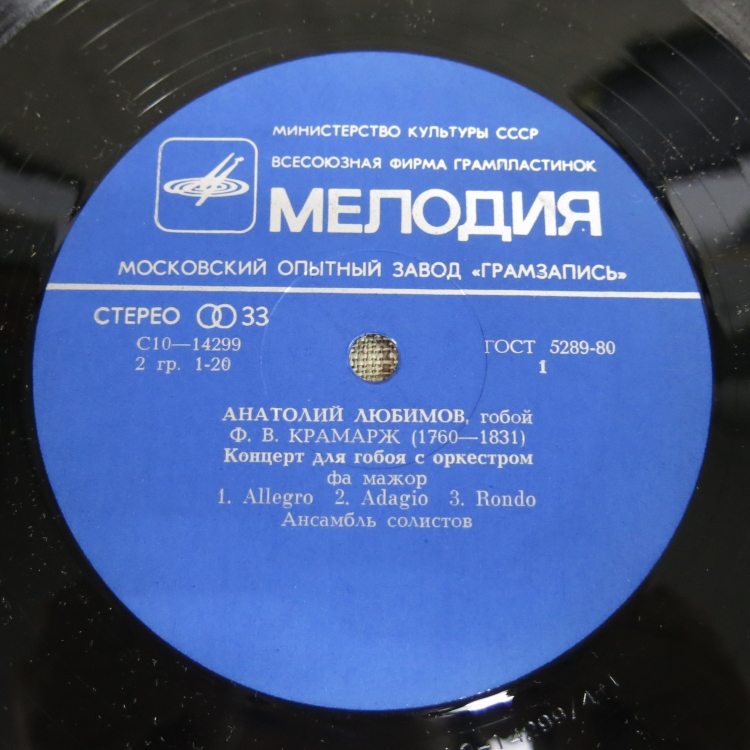 МИНИСТЕРСТВО КУЛЬТУРЫ СССР
ВСЕСОЮЗНАЯ ФИРМА ГРАМПЛАСТИНОК
МЕЛОДИЯ
МОСКОВСКИЙ ОПЫТНЫЙ ЗАВОД «ГРАМЗАПИСЬ»
СТЕРЕО 33
С10—14299
2 гр. 1-20
ГОСТ 5289-80
1
АНАТОЛИЙ ЛЮБИМОВ, гобой
Ф. В. КРАМАРЖ (1760—1831)
Концерт для гобоя с оркестром
фа мажор
1. Allegro 2. Adagio 3. Rondo
Ансамбль солистов